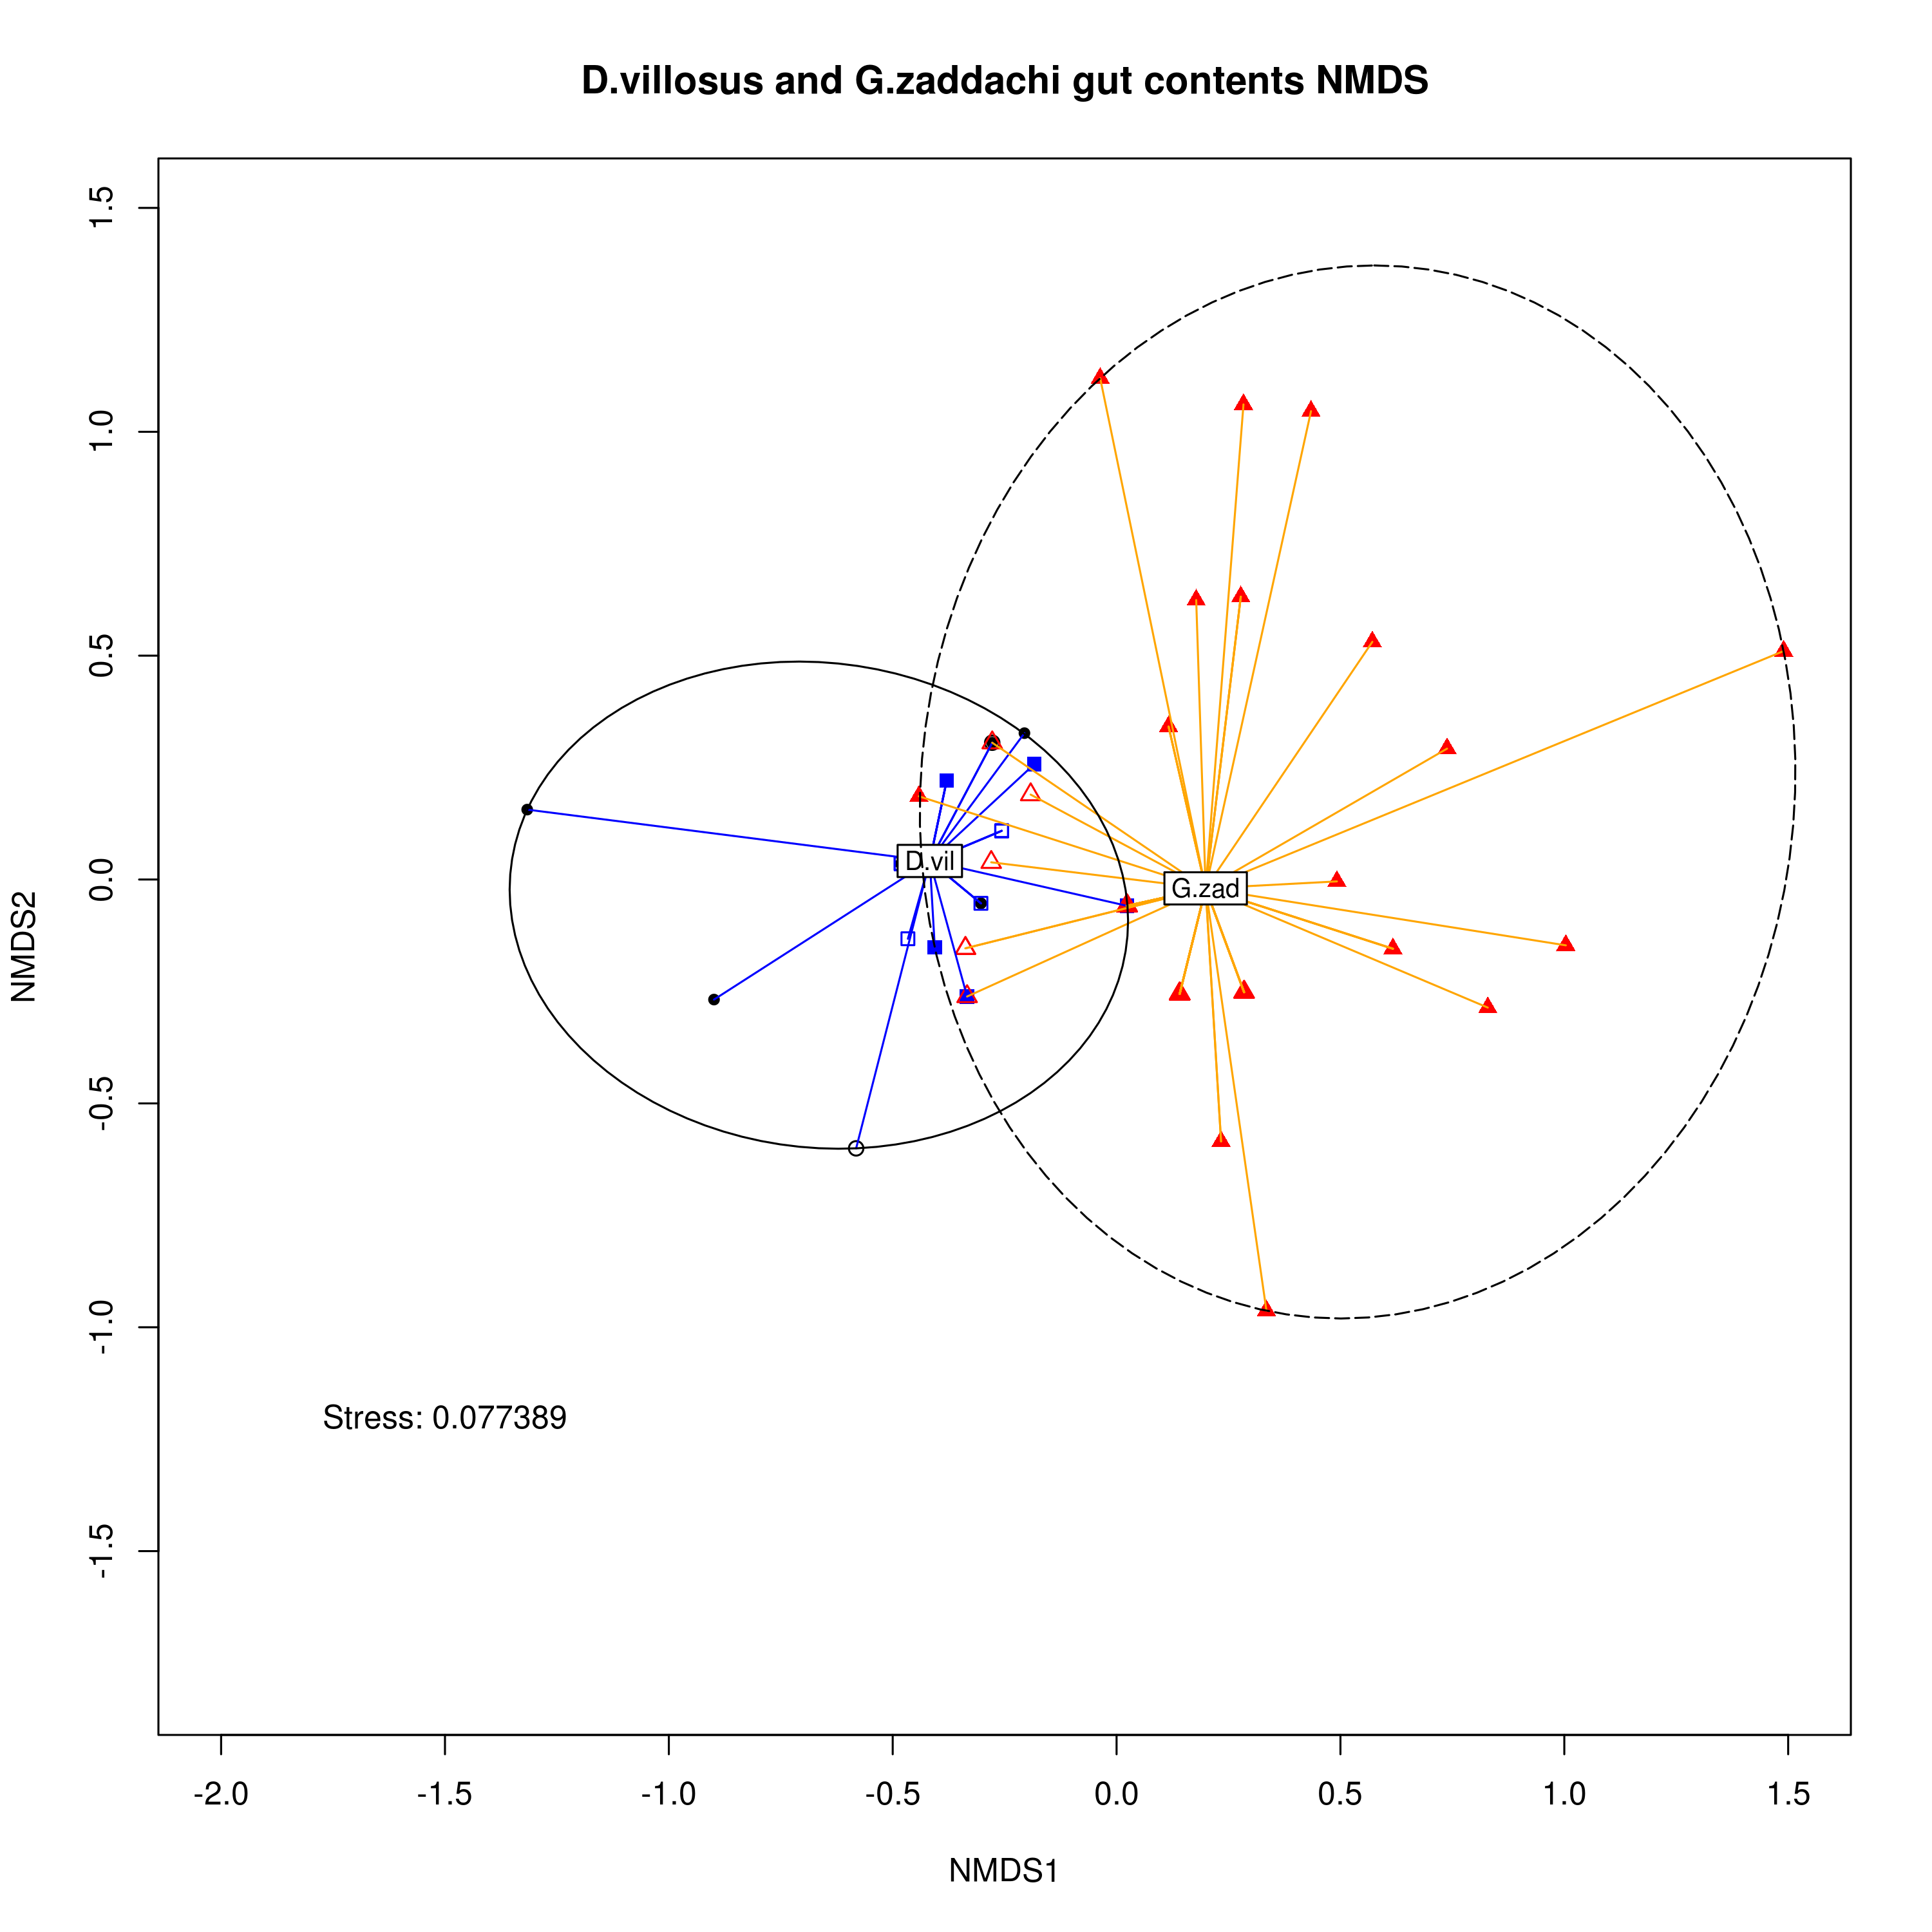 D.villosus and G.zaddachi gut contents NMDS
NMDS2
1.5
1.0
0.5
0.0
-0.5
-1.0
-1.5
D.vil
G.zad
Stress: 0.077389
-2.0 -1.5 -1.0 -0.5 0.0 0.5 1.0 1.5
NMDS1